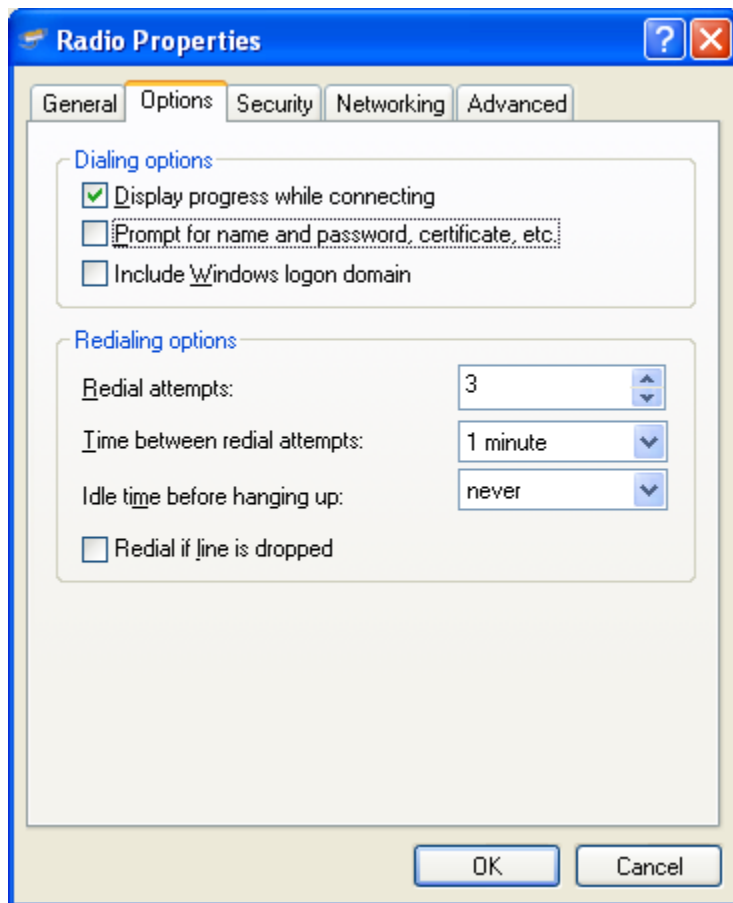 Radio Properties
General Options Security Networking Advanced
Dialing options
Display progress while connecting
Prompt for name and password, certificate, etc.
Include Windows logon domain
Redialing options
Redial attempts: 3
Time between redial attempts: 1 minute
Idle time before hanging up: never
Redial if line is dropped
OK Cancel